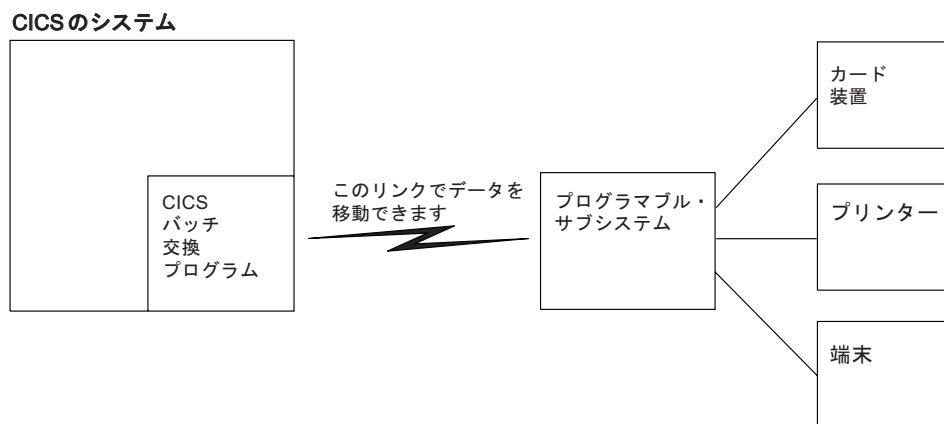 CICSのシステム
CICS
バッチ
交換
プログラム
このリンクでデータを
移動できます
プログラマブル・
サブシステム
カード
装置
プリンター
端末